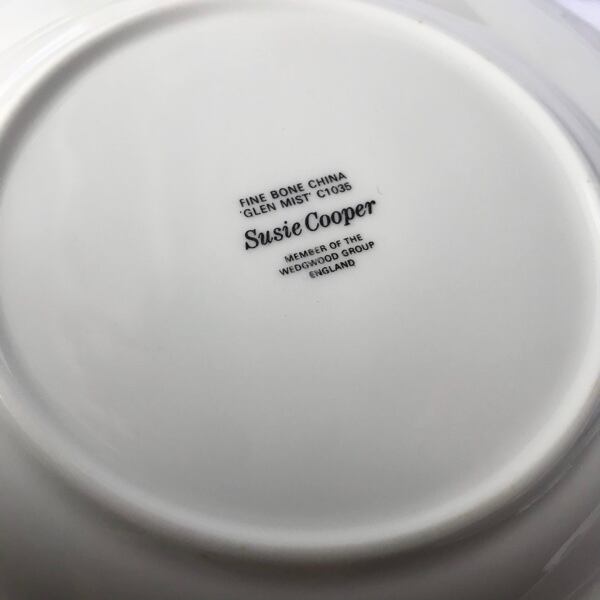 FINE BONE CHINA
'GLEN MIST' C1035
Susie Cooper
MEMBER OF THE
WEDGWOOD GROUP
ENGLAND